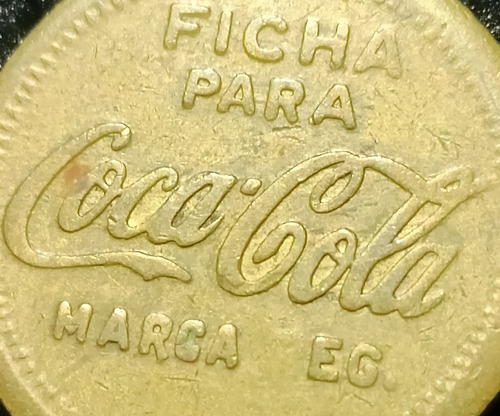 FICHA
PARA
Coca-Cola
MARCA EG.